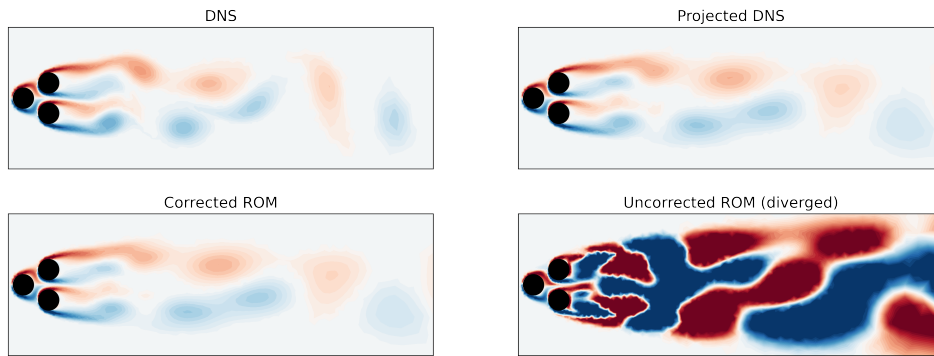 DNS
Projected DNS
Corrected ROM
Uncorrected ROM (diverged)